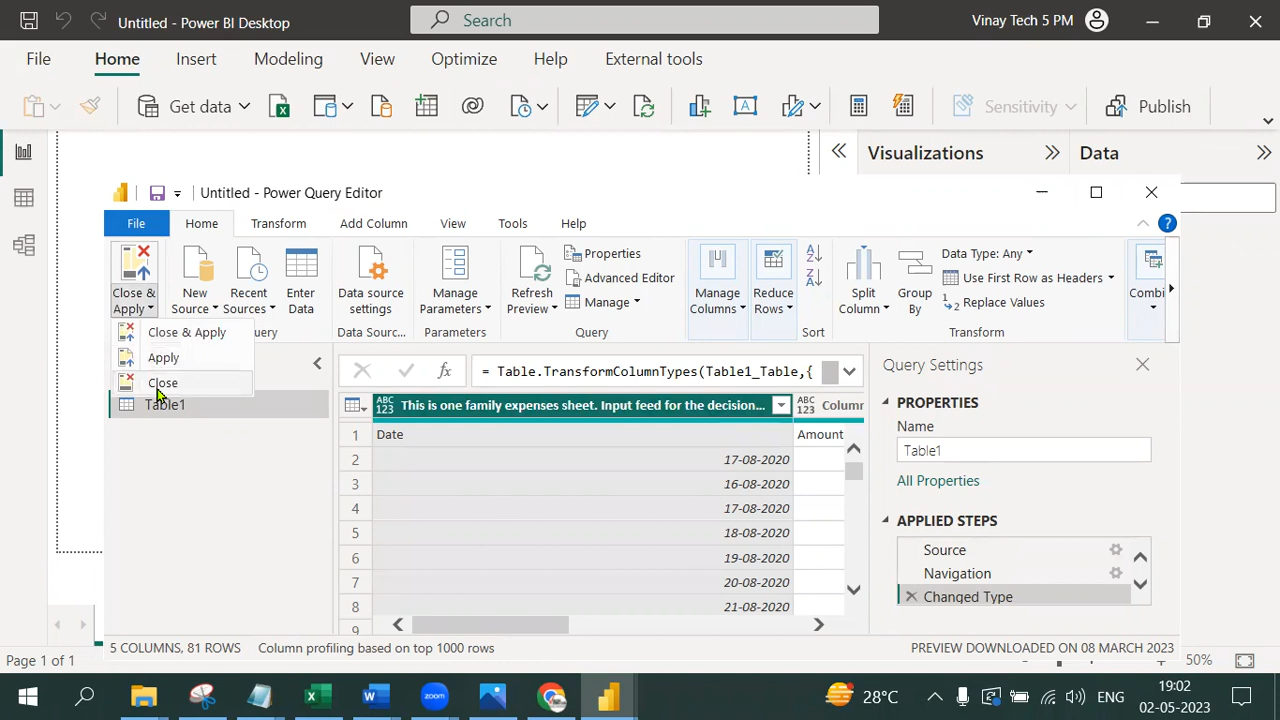 Untitled - Power BI Desktop
Search
Vinay Tech 5 PM
File Home Insert Modeling View Optimize Help External tools
Get data
Sensitivity
Publish
Visualizations
Data
Untitled - Power Query Editor
File Home Transform Add Column View Tools Help
Close &
Apply
New
Sources
Recent
Sources
Enter
Data
Data source
settings
Data Sourc...
Manage
Parameters
Parameters
Refresh
Preview
Properties
Advanced Editor
Manage
Query
Manage
Columns
Reduce
Rows
Sort
Split
Column
Group
By
Data Type: Any
Use First Row as Headers
Replace Values
Transform
Combi
Close & Apply
Apply
Close
Table1
= Table.TransformColumnTypes(Table1_Table,{
ABC
123
This is one family expenses sheet. Input feed for the decision...
ABC
123
Column
1 Date Amount
2 17-08-2020
3 16-08-2020
4 17-08-2020
5 18-08-2020
6 19-08-2020
7 20-08-2020
8 21-08-2020
9
Query Settings
PROPERTIES
Name
Table1
All Properties
APPLIED STEPS
Source
Navigation
Changed Type
5 COLUMNS, 81 ROWS Column profiling based on top 1000 rows
PREVIEW DOWNLOADED ON 08 MARCH 2023
Page 1 of 1
50%
zoom
28°C
ENG
19:02
02-05-2023